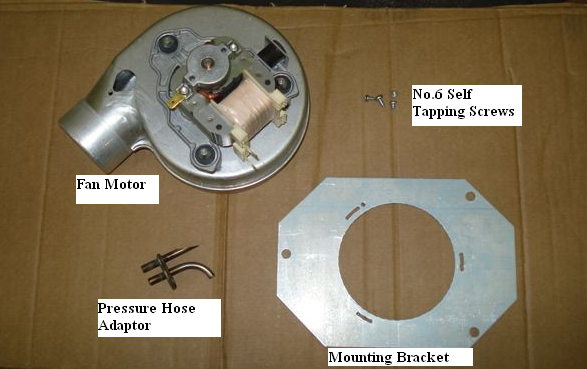 No.6 Self
Tapping Screws
Fan Motor
Pressure Hose
Adaptor
Mounting Bracket